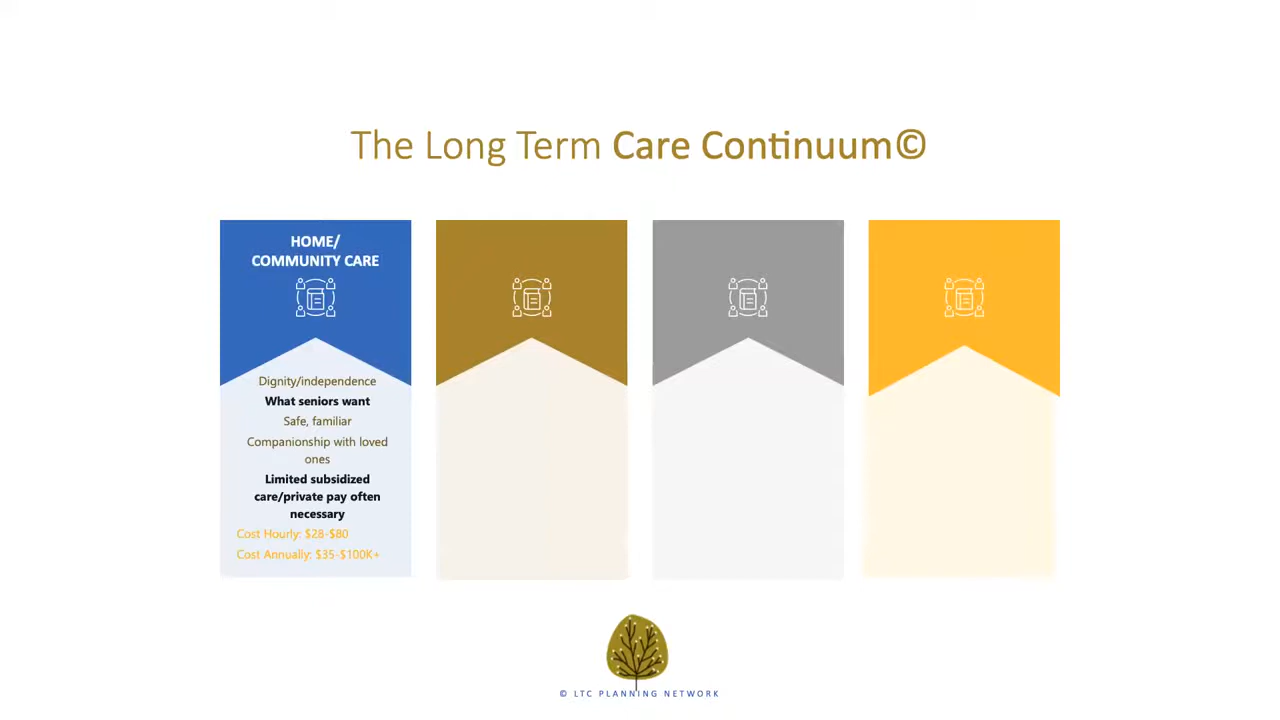 The Long Term Care Continuum©
HOME/
COMMUNITY CARE
Dignity/independence
What seniors want
Safe, familiar
Companionship with loved
ones
Limited subsidized
care/private pay often
necessary
Cost Hourly: $28-$80
Cost Annually: $35-$100K+
© LTC PLANNING NETWORK